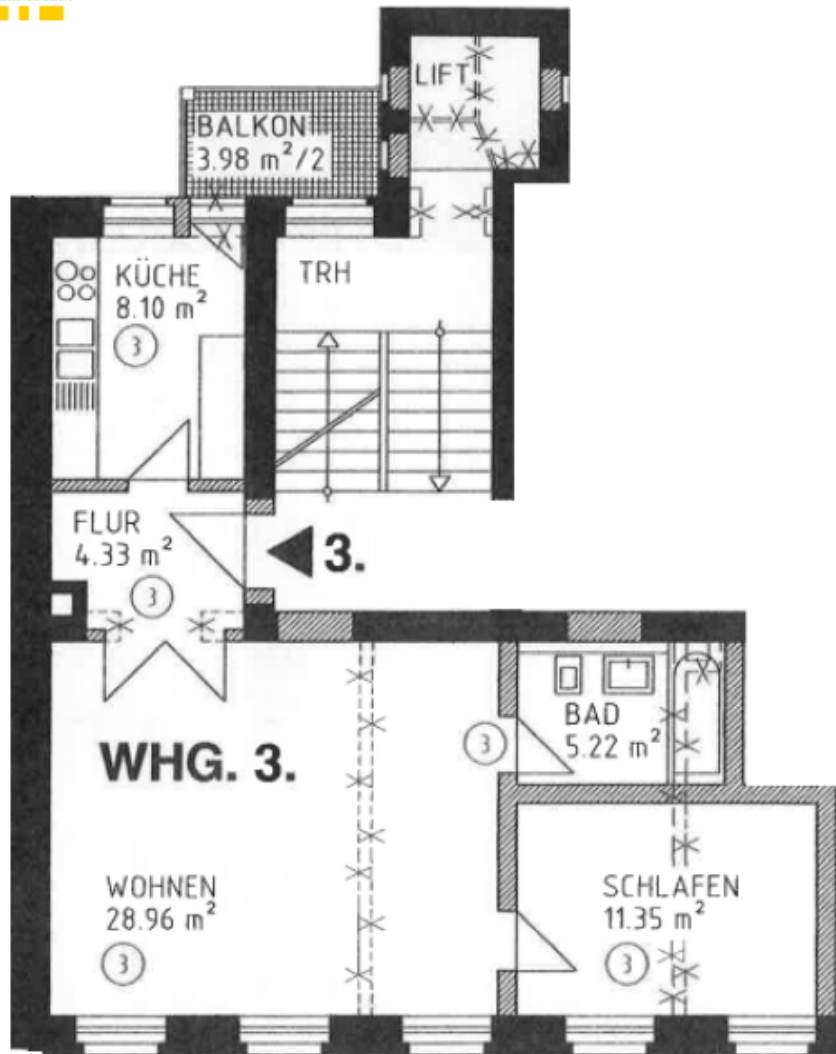 LIFT
BALKON
3.98 m²/2
KÜCHE
8.10 m²
3
TRH
FLUR
4.33 m²
3
3.
WHG. 3.
BAD
5.22 m²
3
WOHNEN
28.96 m²
3
SCHLAFEN
11.35 m²
3